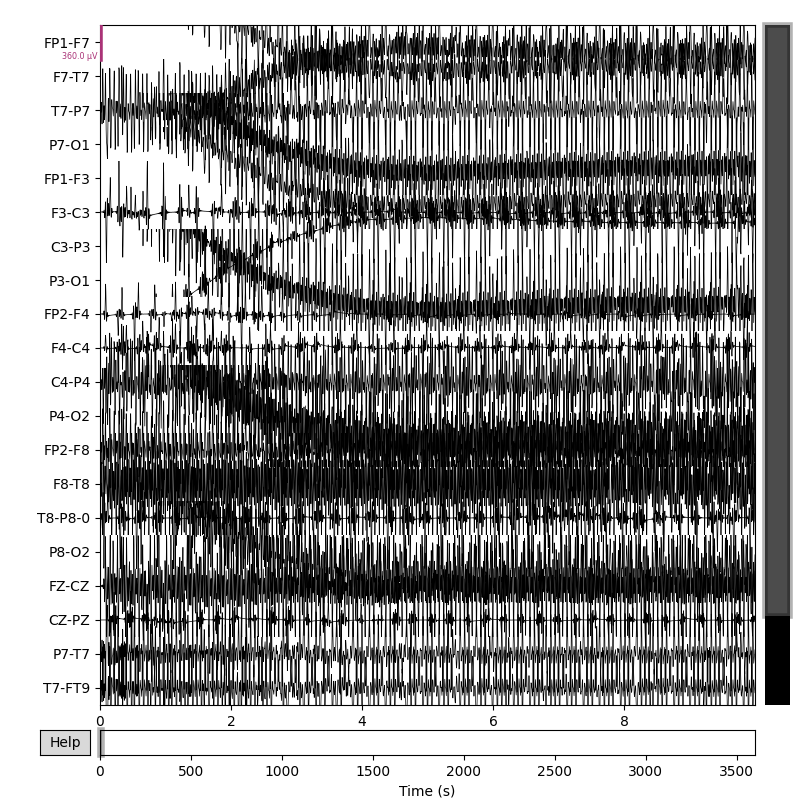 FP1-F7
360.0 µV
F7-T7
T7-P7
P7-O1
FP1-F3
F3-C3
C3-P3
P3-O1
FP2-F4
F4-C4
C4-P4
P4-O2
FP2-F8
F8-T8
T8-P8-0
P8-O2
FZ-CZ
CZ-PZ
P7-T7
T7-FT9
0 2 4 6 8
Help
0 500 1000 1500 2000 2500 3000 3500
Time (s)